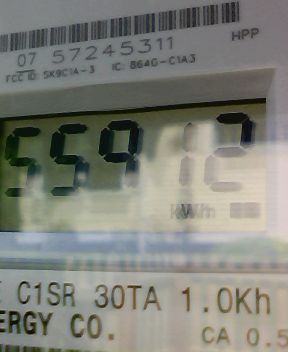 HPP
07 57245311
FCC ID: SK9C1A-3 IC: 864G-C1A3
55912
kWh
C1SR 30TA 1.0Kh
ERGY CO.
CA 0.5